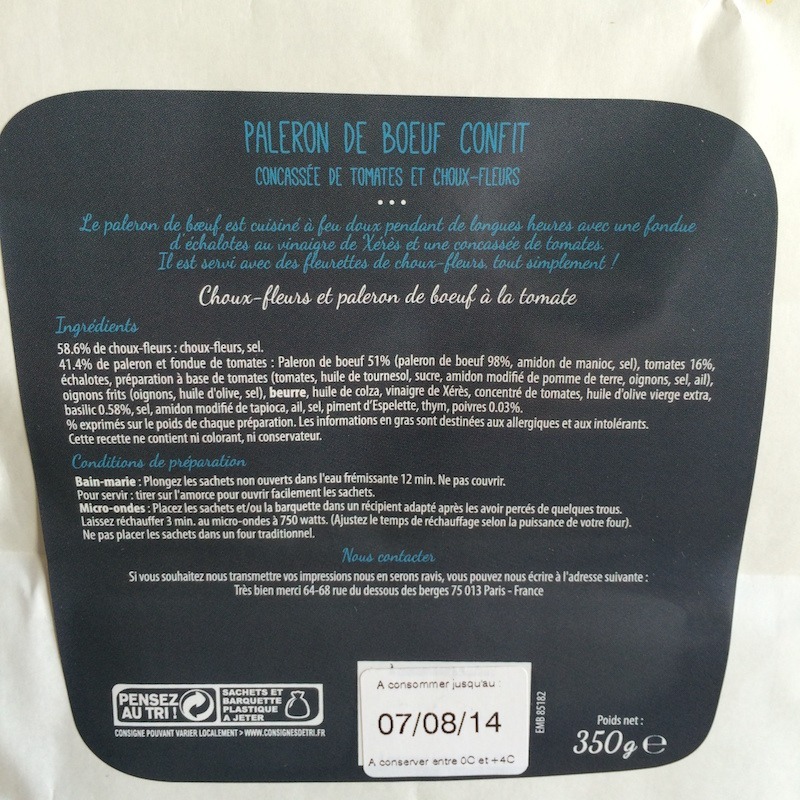 PALERON DE BOEUF CONFIT
CONCASSÉE DE TOMATES ET CHOUX-FLEURS
...
Le paleron de bœuf est cuisiné à feu doux pendant de longues heures avec une fondue
d'échalotes au vinaigre de Xérès et une concassée de tomates.
Il est servi avec des fleurettes de choux-fleurs, tout simplement !
Choux-fleurs et paleron de boeuf à la tomate
Ingrédients
58.6% de choux-fleurs : choux-fleurs, sel.
41.4% de paleron et fondue de tomates : Paleron de boeuf 51% (paleron de boeuf 98%, amidon de manioc, sel), tomates 16%,
échalotes, préparation à base de tomates (tomates, huile de tournesol, sucre, amidon modifié de pomme de terre, oignons, sel, ail),
oignons frits (oignons, huile d'olive, sel), beurre, huile de colza, vinaigre de Xérès, concentré de tomates, huile d'olive vierge extra,
basilic 0.58%, sel, amidon modifié de tapioca, ail, sel, piment d'Espelette, thym, poivres 0.03%.
% exprimés sur le poids de chaque préparation. Les informations en gras sont destinées aux allergiques et aux intolérants.
Cette recette ne contient ni colorant, ni conservateur.
Conditions de préparation
Bain-marie : Plongez les sachets non ouverts dans l'eau frémissante 12 min. Ne pas couvrir.
Pour servir : tirer sur l'amorce pour ouvrir facilement les sachets.
Micro-ondes : Placez les sachets et/ou la barquette dans un récipient adapté après les avoir percés de quelques trous.
Laissez réchauffer 3 min. au micro-ondes à 750 watts. (Ajustez le temps de réchauffage selon la puissance de votre four).
Ne pas placer les sachets dans un four traditionnel.
Nous contacter
Si vous souhaitez nous transmettre vos impressions nous en serons ravis, vous pouvez nous écrire à l'adresse suivante :
Très bien merci 64-68 rue du dessous des berges 75 013 Paris - France
PENSEZ
AU TRI !
SACHETS ET
BARQUETTE
PLASTIQUE
A JETER
CONSIGNE POUVANT VARIER LOCALEMENT > WWW.CONSIGNESDETRI.FR
A consommer jusqu'au :
07/08/14
A conserver entre 0C et +4C
EMB 85182
Poids net :
350g ℮